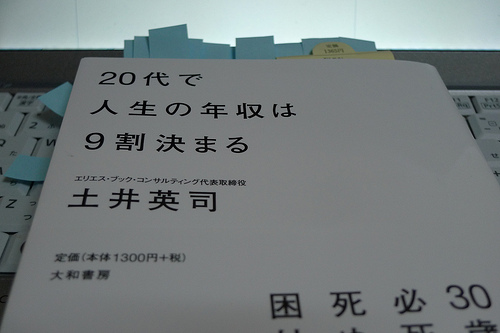 20代で
人生の年収は
9割決まる
エリエス・ブック・コンサルティング代表取締役
土井英司
定価(本体1300円+税)
大和書房
30
必
死
困